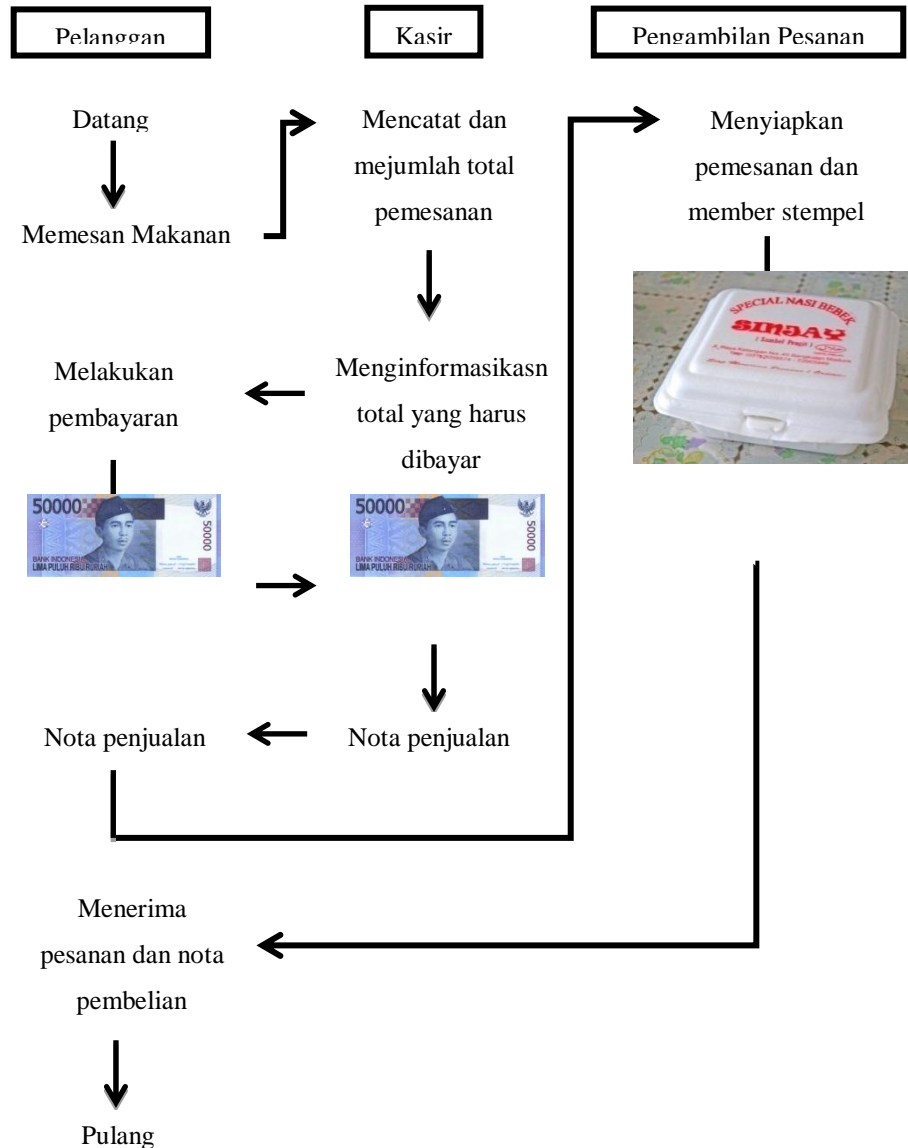 Pelanggan
Kasir
Pengambilan Pesanan
Datang
Memesan Makanan
Mencatat dan
mejumlah total
pemesanan
Menyiapkan
pemesanan dan
member stempel
SPECIAL NASI BEBEK
SINJAY
Melakukan
pembayaran
Menginformasikasn
total yang harus
dibayar
50000
50000
BANK INDONESIA
LIMA PULUH RIBU RUPIAH
50000
50000
BANK INDONESIA
LIMA PULUH RIBU RUPIAH
Nota penjualan
Nota penjualan
Menerima
pesanan dan nota
pembelian
Pulang